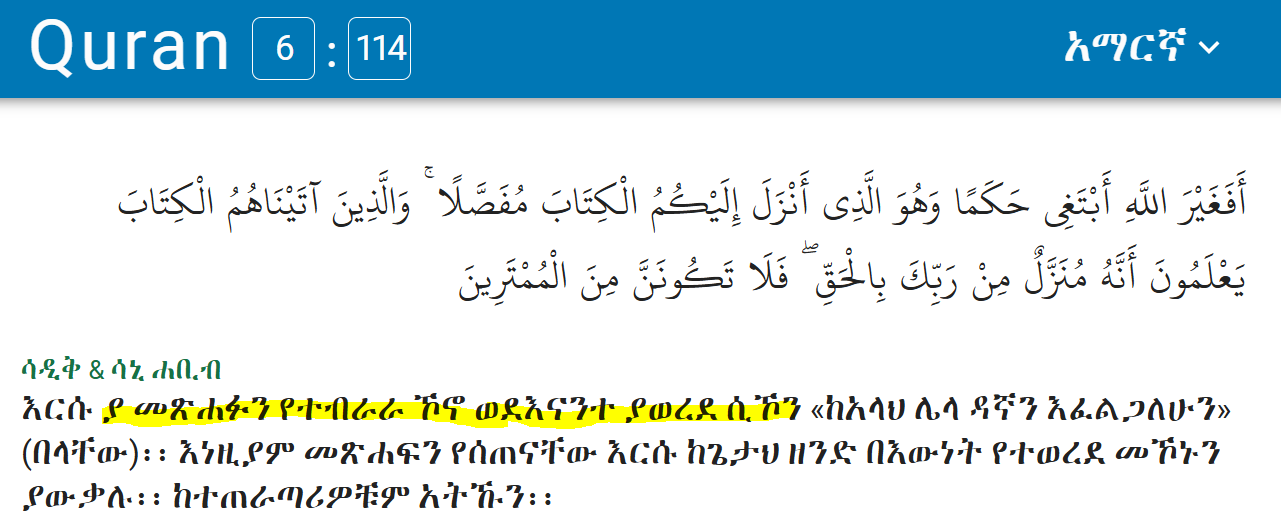 Quran 6 : 114 አማርኛ
أَفَغَيْرَ اللَّهِ أَبْتَغِى حَكَمًا وَهُوَ الَّذِى أَنْزَلَ إِلَيْكُمُ الْكِتَابَ مُفَصَّلًا ۚ وَالَّذِينَ آتَيْنَاهُمُ الْكِتَابَ
يَعْلَمُونَ أَنَّهُ مُنَزَّلٌ مِنْ رَبِّكَ بِالْحَقِّ ۖ فَلَا تَكُونَنَّ مِنَ الْمُمْتَرِينَ
ሳዲቅ & ሳኒ ሐቢብ
እርሱ ያ መጽሐፉን የተብራራ ኾኖ ወደእናንተ ያወረደ ሲኾን «ከአላህ ሌላ ዳኛን እፈልጋለሁን»
(በላቸው)፡፡ እነዚያም መጽሐፍን የሰጠናቸው እርሱ ከጌታህ ዘንድ በእውነት የተወረደ መኾኑን
ያውቃሉ፡፡ ከተጠራጣሪዎቹም አትኹን፡፡